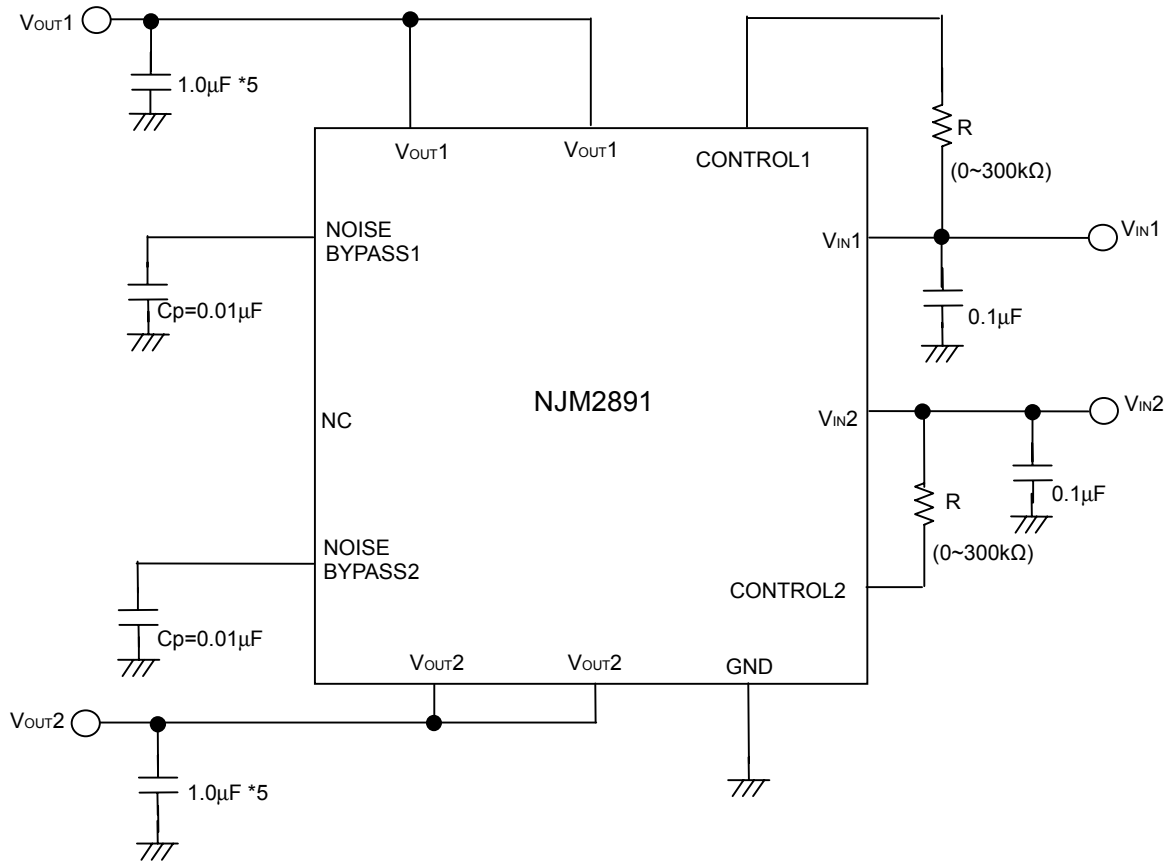 VOUT1
1.0μF *5
VOUT1
VOUT1
CONTROL1
R
(0~300kΩ)
NOISE
BYPASS1
VIN1
VIN1
Cp=0.01μF
0.1μF
NC
NJM2891
VIN2
VIN2
R
0.1μF
(0~300kΩ)
NOISE
BYPASS2
CONTROL2
Cp=0.01μF
VOUT2
VOUT2
GND
VOUT2
1.0μF *5